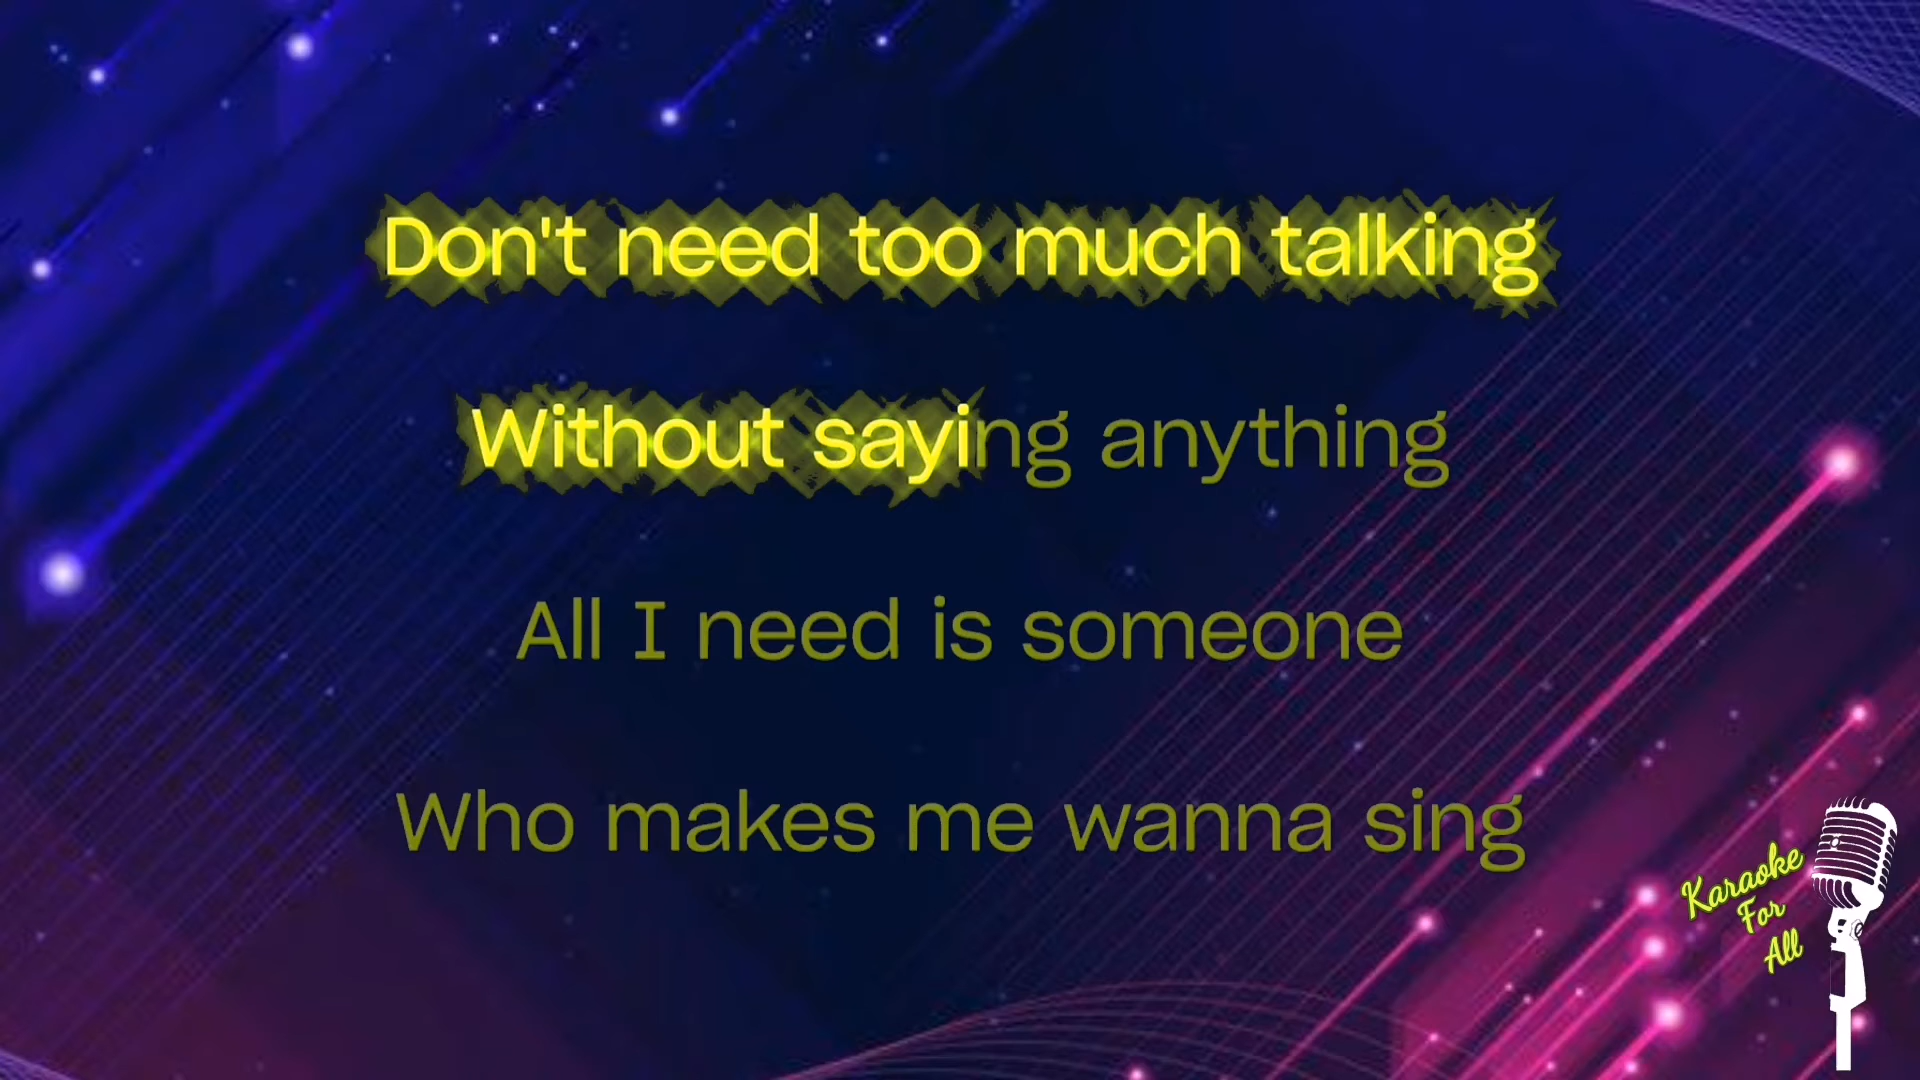 Don't need too much talking
Without saying anything
All I need is someone
Who makes me wanna sing
Karaoke
For
All